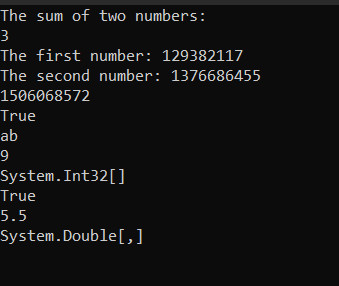 The sum of two numbers:
3
The first number: 129382117
The second number: 1376686455
1506068572
True
ab
9
System.Int32[]
True
5.5
System.Double[,]